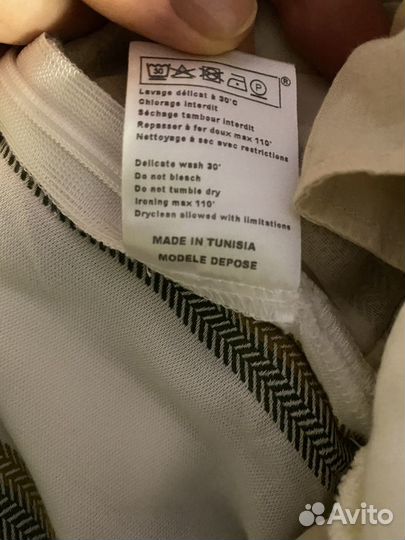 30 P ®
Lavage délicat à 30°C
Chlorage interdit
Séchage tambour interdit
Repasser à fer doux max 110°
Nettoyage à sec avec restrictions
Delicate wash 30°
Do not bleach
Do not tumble dry
Ironing max 110°
Dryclean allowed with limitations
MADE IN TUNISIA
MODELE DEPOSE
Avito